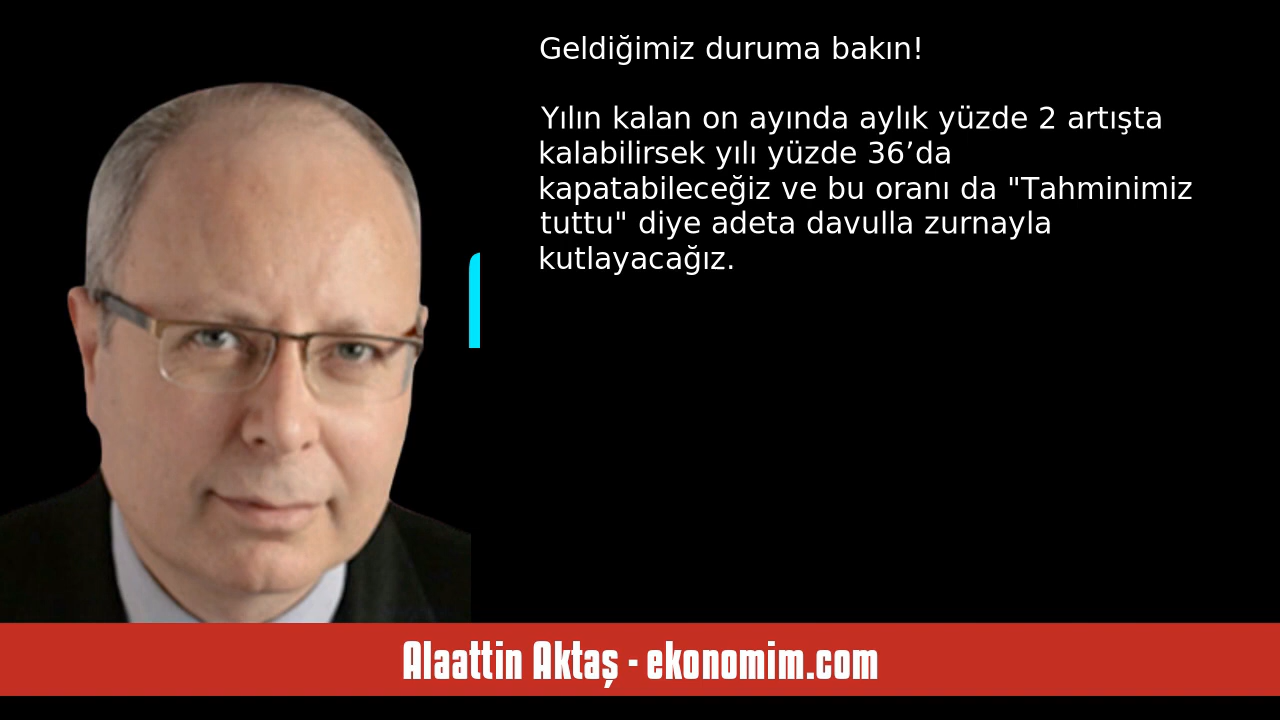 Geldiğimiz duruma bakın!
Yılın kalan on ayında aylık yüzde 2 artışta
kalabilirsek yılı yüzde 36’da
kapatabileceğiz ve bu oranı da "Tahminimiz
tuttu" diye adeta davulla zurnayla
kutlayacağız.
Alaattin Aktaş - ekonomim.com